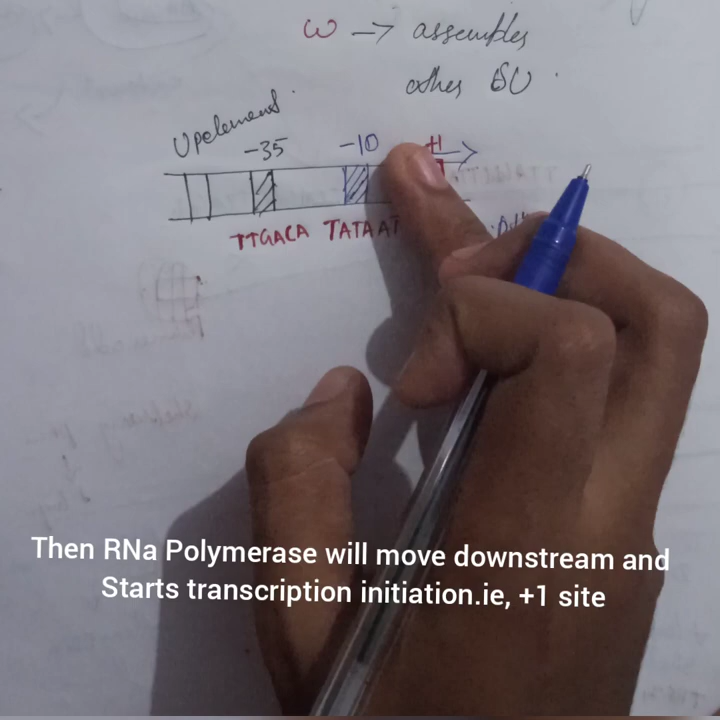 ω → assembles
other SU.
UPelement
-35 -10 +1
TTGACA TATAAT
Then RNa Polymerase will move downstream and
Starts transcription initiation.ie, +1 site